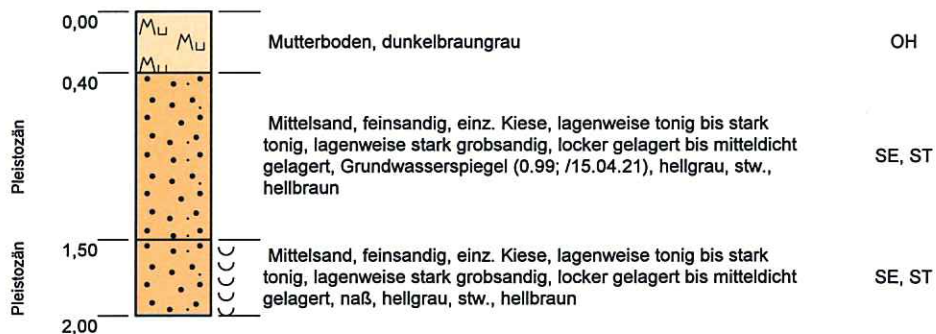 0,00
Mu
Mu
Mu
Mutterboden, dunkelbraungrau
OH
0,40
Pleistozän
Mittelsand, feinsandig, einz. Kiese, lagenweise tonig bis stark
tonig, lagenweise stark grobsandig, locker gelagert bis mitteldicht
gelagert, Grundwasserspiegel (0.99; /15.04.21), hellgrau, stw.,
hellbraun
SE, ST
1,50
Pleistozän
Mittelsand, feinsandig, einz. Kiese, lagenweise tonig bis stark
tonig, lagenweise stark grobsandig, locker gelagert bis mitteldicht
gelagert, naß, hellgrau, stw., hellbraun
SE, ST
2,00